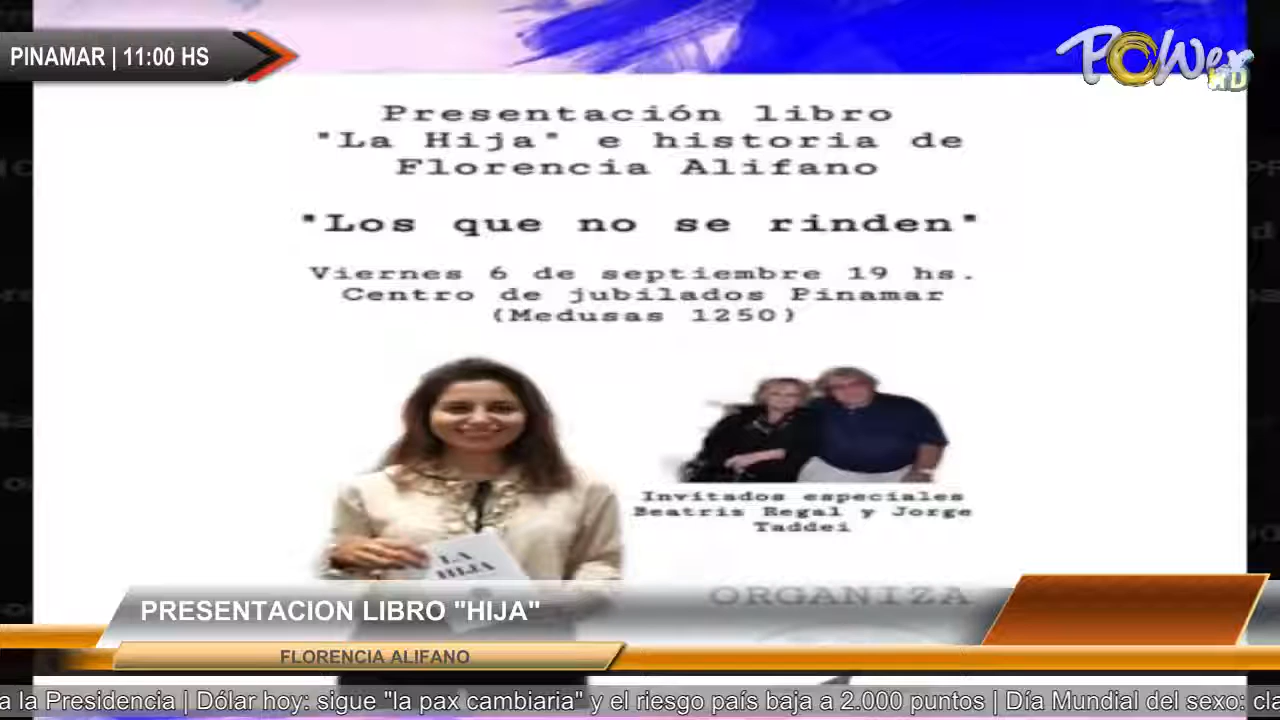 PINAMAR | 11:00 HS
POWer
HD
Presentación libro
"La Hija" e historia de
Florencia Alifano
"Los que no se rinden"
Viernes 6 de septiembre 19 hs.
Centro de jubilados Pinamar
(Medusas 1250)
Invitados especiales
Beatris Regal y Jorge
Taddei
LA
HIJA
ORGANIZA
PRESENTACION LIBRO "HIJA"
FLORENCIA ALIFANO
a la Presidencia | Dólar hoy: sigue "la pax cambiaria" y el riesgo país baja a 2.000 puntos | Día Mundial del sexo: cla